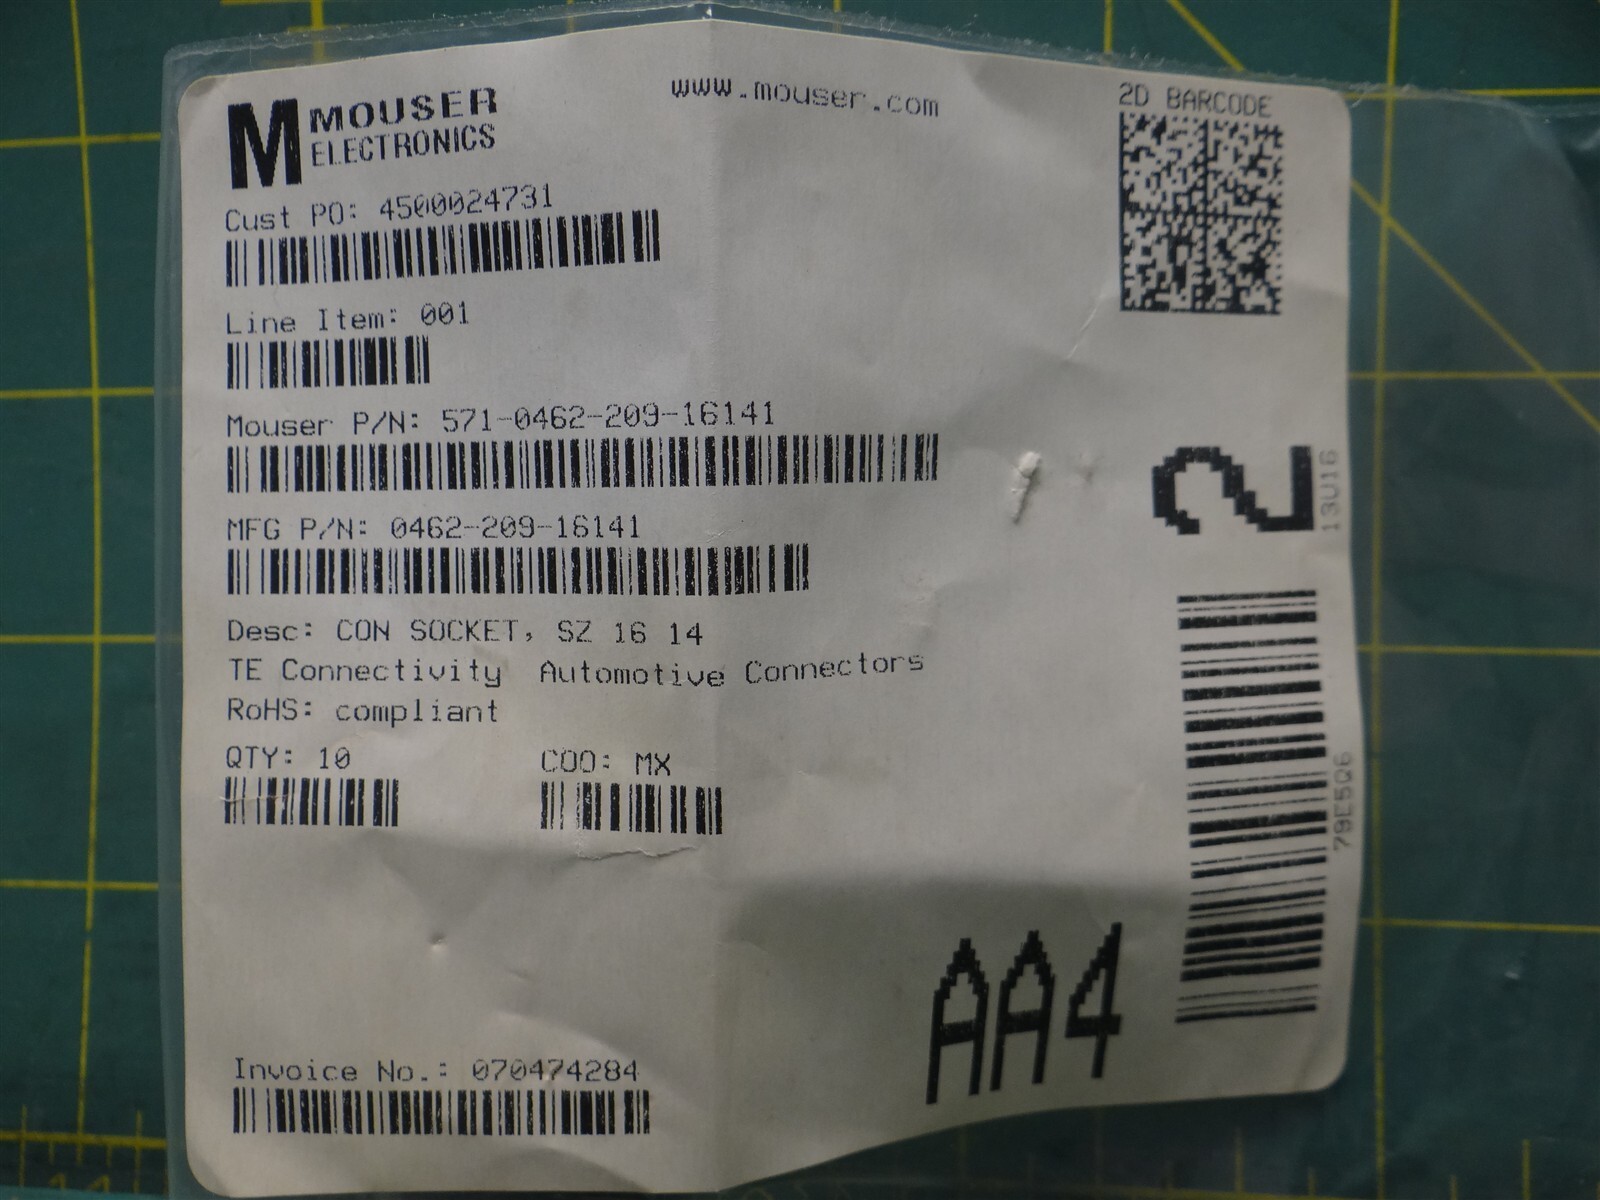 MOUSER
ELECTRONICS
www.mouser.com
2D BARCODE
Cust PO: 4500024731
Line Item: 001
Mouser P/N: 571-0462-209-16141
MFG P/N: 0462-209-16141
Desc: CON SOCKET, SZ 16 14
TE Connectivity Automotive Connectors
RoHS: compliant
QTY: 10 COO: MX
Invoice No.: 070474284
2
13U16
79E5Q6
AA4
14